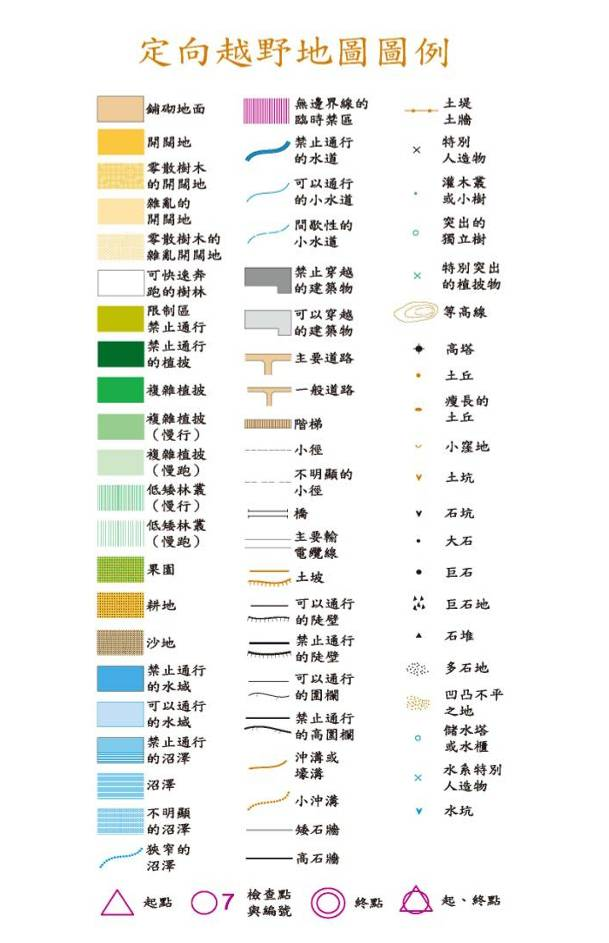 定向越野地圖圖例
鋪砌地面
開闊地
零散樹木
的開闊地
雜亂的
開闊地
零散樹木的
雜亂開闊地
可快速奔
跑的樹林
限制區
禁止通行
禁止通行
的植披
複雜植披
複雜植披
（慢行）
複雜植披
（慢跑）
低矮林叢
（慢行）
低矮林叢
（慢跑）
果園
耕地
沙地
禁止通行
的水域
可以通行
的水域
禁止通行
的沼澤
沼澤
不明顯
的沼澤
狹窄的
沼澤
無邊界線的
臨時禁區
禁止通行
的水道
可以通行
的小水道
間歇性的
小水道
禁止穿越
的建築物
可以穿越
的建築物
主要道路
一般道路
階梯
小徑
不明顯的
小徑
橋
主要輸
電纜線
土坡
可以通行
的陡壁
禁止通行
的陡壁
可以通行
的圍欄
禁止通行
的高圍欄
沖溝或
壕溝
小沖溝
矮石牆
高石牆
土堤
土牆
特別
人造物
灌木叢
或小樹
突出的
獨立樹
特別突出
的植披物
等高線
高塔
土丘
瘦長的
土丘
小窪地
土坑
石坑
大石
巨石
巨石地
石堆
多石地
凹凸不平
之地
儲水塔
或水櫃
水系特別
人造物
水坑
起點
7
檢查點
與編號
終點
起、終點